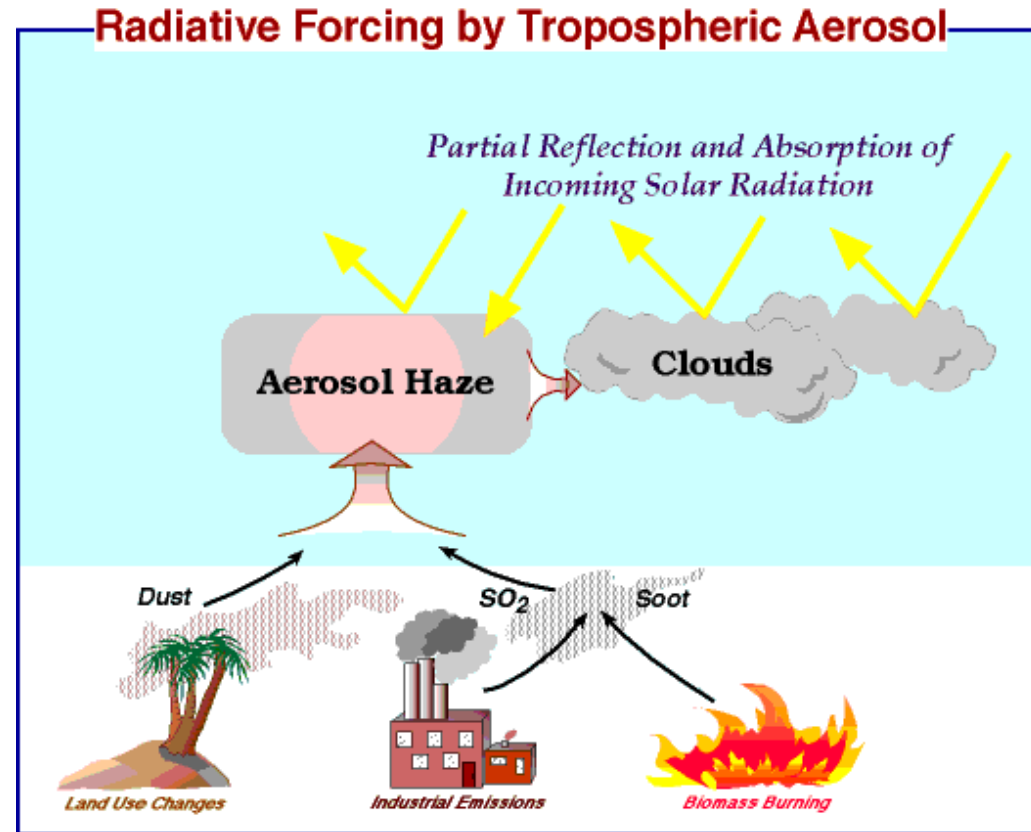 Radiative Forcing by Tropospheric Aerosol
Partial Reflection and Absorption of
Incoming Solar Radiation
Aerosol Haze
Clouds
Dust
SO₂
Soot
Land Use Changes
Industrial Emissions
Biomass Burning